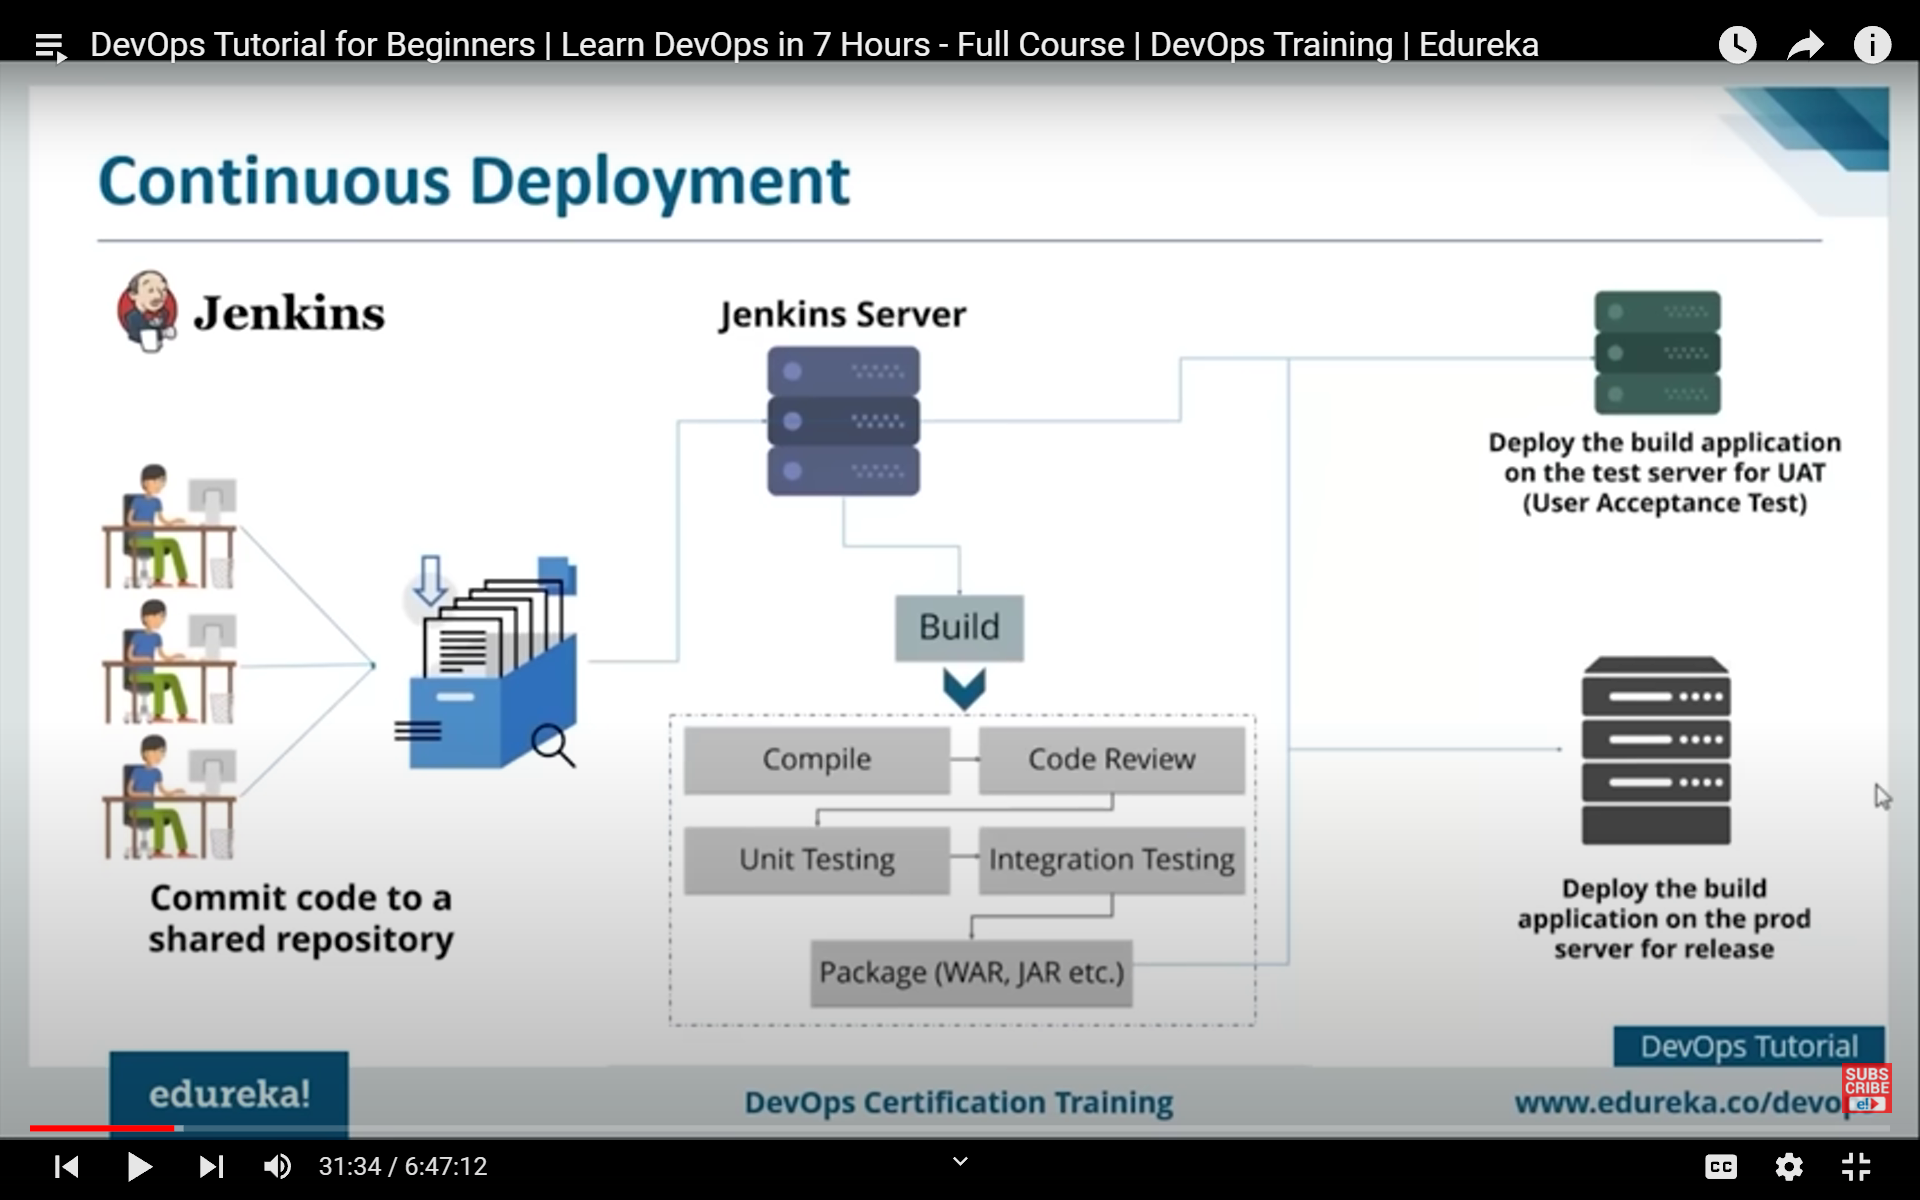 DevOps Tutorial for Beginners | Learn DevOps in 7 Hours - Full Course | DevOps Training | Edureka
Continuous Deployment
Jenkins
Jenkins Server
Deploy the build application
on the test server for UAT
(User Acceptance Test)
Build
Compile
Code Review
Unit Testing
Integration Testing
Package (WAR, JAR etc.)
Commit code to a
shared repository
Deploy the build
application on the prod
server for release
DevOps Tutorial
edureka!
DevOps Certification Training
www.edureka.co/devops
SUBS
CRIBE
e!
31:34 / 6:47:12
CC